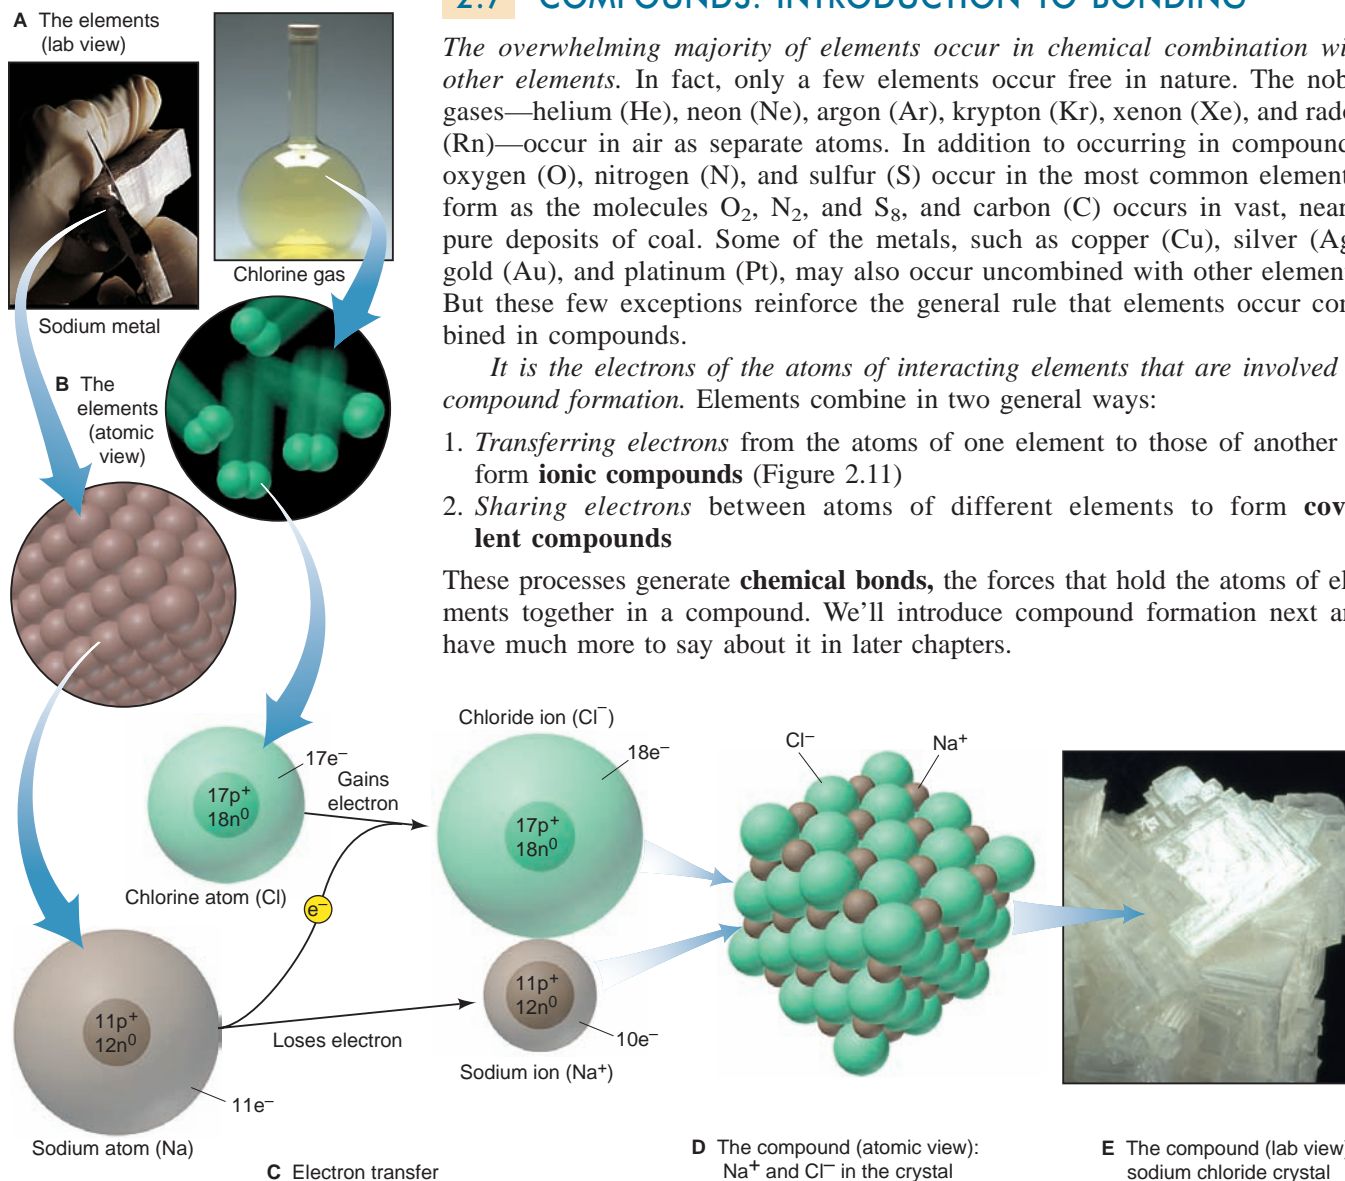 2.7 COMPOUNDS: INTRODUCTION TO BONDING
The overwhelming majority of elements occur in chemical combination
other elements. In fact, only a few elements occur free in nature. The
gases—helium (He), neon (Ne), argon (Ar), krypton (Kr), xenon (Xe), and
(Rn)—occur in air as separate atoms. In addition to occurring in
oxygen (O), nitrogen (N), and sulfur (S) occur in the most common
form as the molecules O₂, N₂, and S₈, and carbon (C) occurs in vast,
pure deposits of coal. Some of the metals, such as copper (Cu), silver (Ag
gold (Au), and platinum (Pt), may also occur uncombined with other
But these few exceptions reinforce the general rule that elements occur com
bined in compounds.
It is the electrons of the atoms of interacting elements that are involved
compound formation. Elements combine in two general ways:
1. Transferring electrons from the atoms of one element to those of another
form ionic compounds (Figure 2.11)
2. Sharing electrons between atoms of different elements to form cov
lent compounds
These processes generate chemical bonds, the forces that hold the atoms of el
ments together in a compound. We'll introduce compound formation next
have much more to say about it in later chapters.
A The elements
(lab view)
Sodium metal
Chlorine gas
B The
elements
(atomic
view)
17e⁻
17p⁺
18n⁰
Chlorine atom (Cl)
Gains
electron
e⁻
11p⁺
12n⁰
11e⁻
Sodium atom (Na)
Loses electron
Chloride ion (Cl⁻)
18e⁻
17p⁺
18n⁰
11p⁺
12n⁰
10e⁻
Sodium ion (Na⁺)
C Electron transfer
Cl⁻
Na⁺
D The compound (atomic view):
Na⁺ and Cl⁻ in the crystal
E The compound (lab view)
sodium chloride crystal